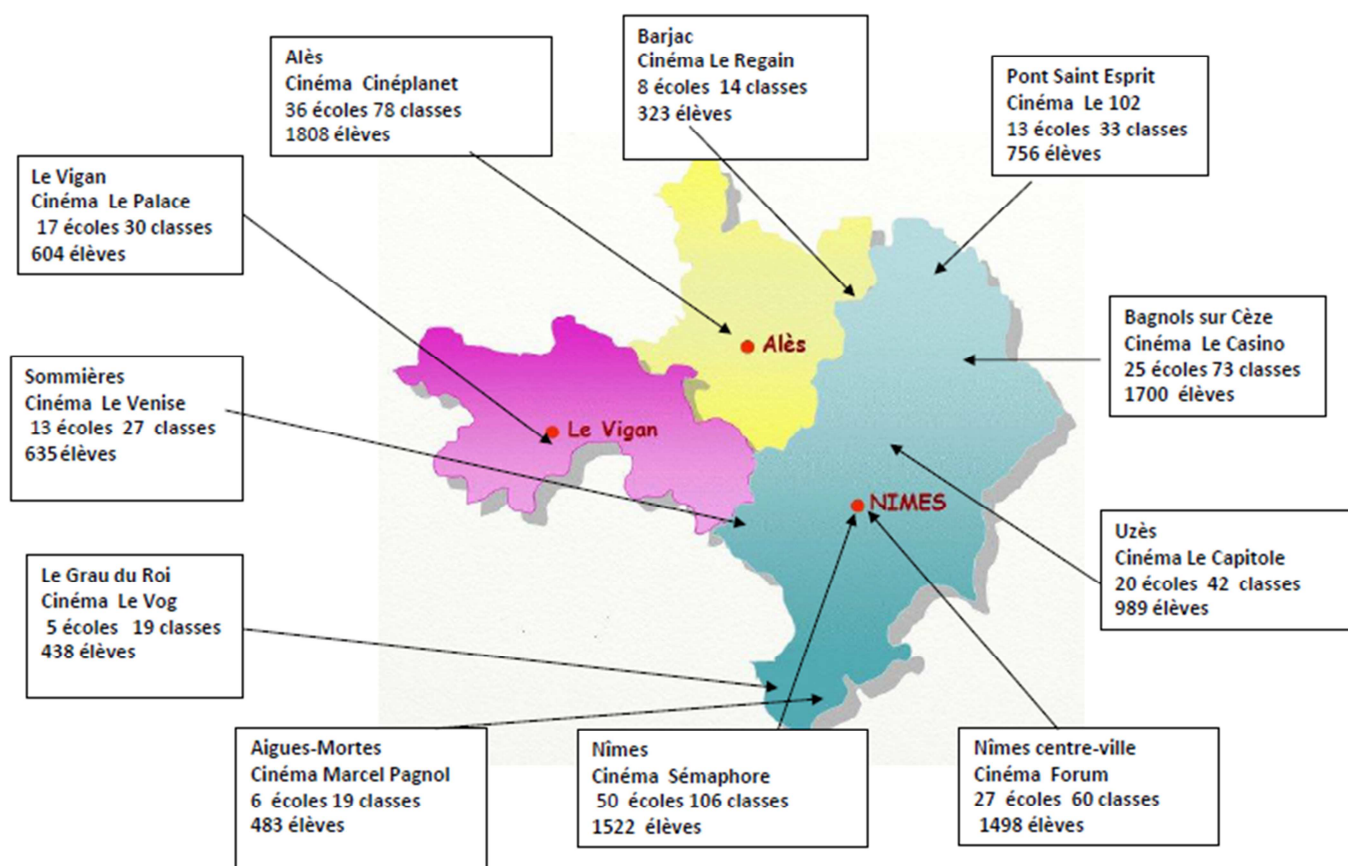 Barjac
Cinéma Le Regain
8 écoles 14 classes
323 élèves
Alès
Cinéma Cinéplanet
36 écoles 78 classes
1808 élèves
Pont Saint Esprit
Cinéma Le 102
13 écoles 33 classes
756 élèves
Le Vigan
Cinéma Le Palace
17 écoles 30 classes
604 élèves
Bagnols sur Cèze
Cinéma Le Casino
25 écoles 73 classes
1700 élèves
Alès
Sommières
Cinéma Le Venise
13 écoles 27 classes
635 élèves
Le Vigan
NIMES
Uzès
Cinéma Le Capitole
20 écoles 42 classes
989 élèves
Le Grau du Roi
Cinéma Le Vog
5 écoles 19 classes
438 élèves
Aigues-Mortes
Cinéma Marcel Pagnol
6 écoles 19 classes
483 élèves
Nîmes
Cinéma Sémaphore
50 écoles 106 classes
1522 élèves
Nîmes centre-ville
Cinéma Forum
27 écoles 60 classes
1498 élèves